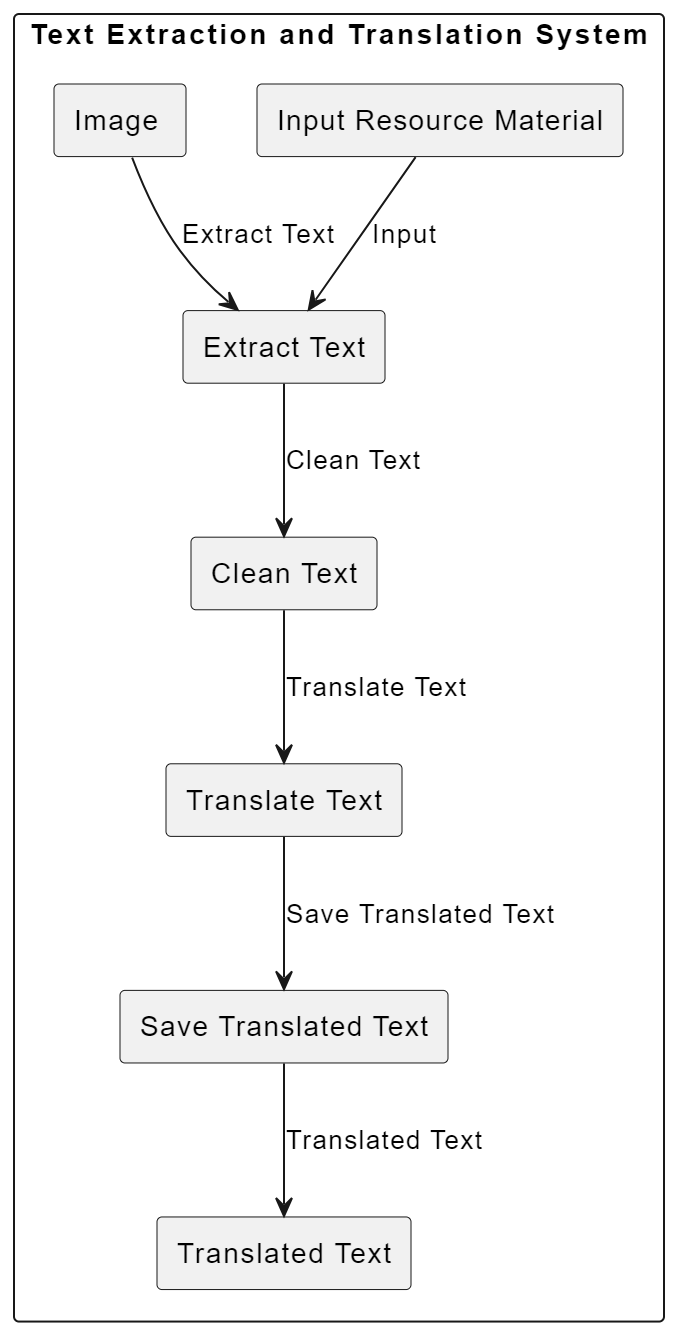 Text Extraction and Translation System
Image
Input Resource Material
Extract Text
Input
Extract Text
Clean Text
Clean Text
Translate Text
Translate Text
Save Translated Text
Save Translated Text
Translated Text
Translated Text